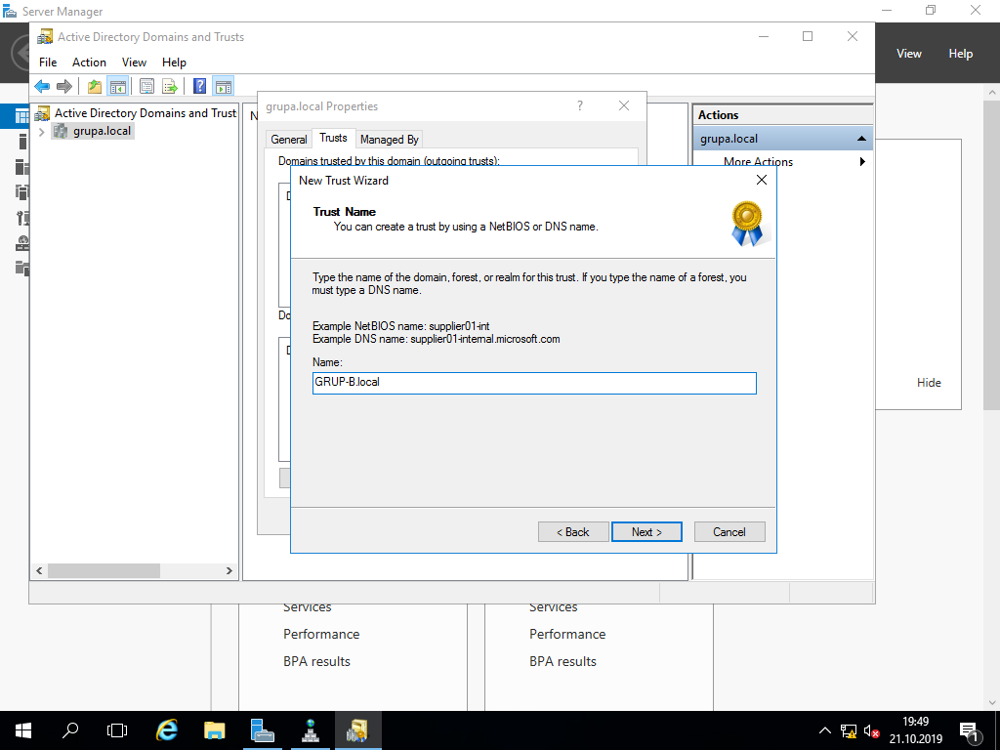 Server Manager
Active Directory Domains and Trusts
File Action View Help
View Help
Active Directory Domains and Trust
grupa.local
N
grupa.local Properties
?
General Trusts Managed By
Domains trusted by this domain (outgoing trusts):
Do
Actions
grupa.local
More Actions
New Trust Wizard
Trust Name
You can create a trust by using a NetBIOS or DNS name.
Type the name of the domain, forest, or realm for this trust. If you type the name of a forest, you
must type a DNS name.
Example NetBIOS name: supplier01-int
Example DNS name: supplier01-internal.microsoft.com
Name:
GRUP-B.local
< Back Next > Cancel
Hide
Services Services
Performance Performance
BPA results BPA results
19:49
21.10.2019
1